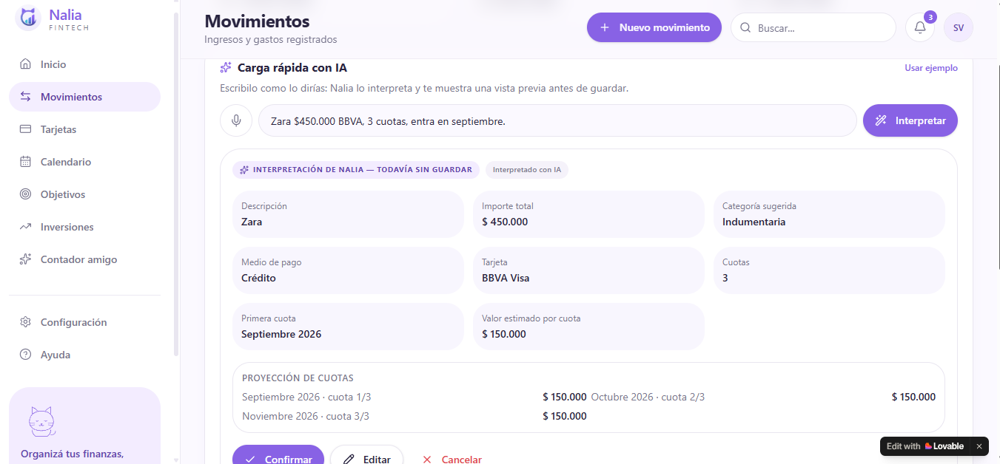 Nalia
FINTECH
Inicio
Movimientos
Tarjetas
Calendario
Objetivos
Inversiones
Contador amigo
Configuración
Ayuda
Organizá tus finanzas,
Movimientos
Ingresos y gastos registrados
Nuevo movimiento
Buscar...
3
SV
Carga rápida con IA
Usar ejemplo
Escribilo como lo dirías: Nalia lo interpreta y te muestra una vista previa antes de guardar.
Zara $450.000 BBVA, 3 cuotas, entra en septiembre.
Interpretar
INTERPRETACIÓN DE NALIA — TODAVÍA SIN GUARDAR
Interpretado con IA
Descripción
Zara
Importe total
$ 450.000
Categoría sugerida
Indumentaria
Medio de pago
Crédito
Tarjeta
BBVA Visa
Cuotas
3
Primera cuota
Septiembre 2026
Valor estimado por cuota
$ 150.000
PROYECCIÓN DE CUOTAS
Septiembre 2026 · cuota 1/3 $ 150.000
Octubre 2026 · cuota 2/3 $ 150.000
Noviembre 2026 · cuota 3/3 $ 150.000
Confirmar
Editar
Cancelar
Edit with Lovable